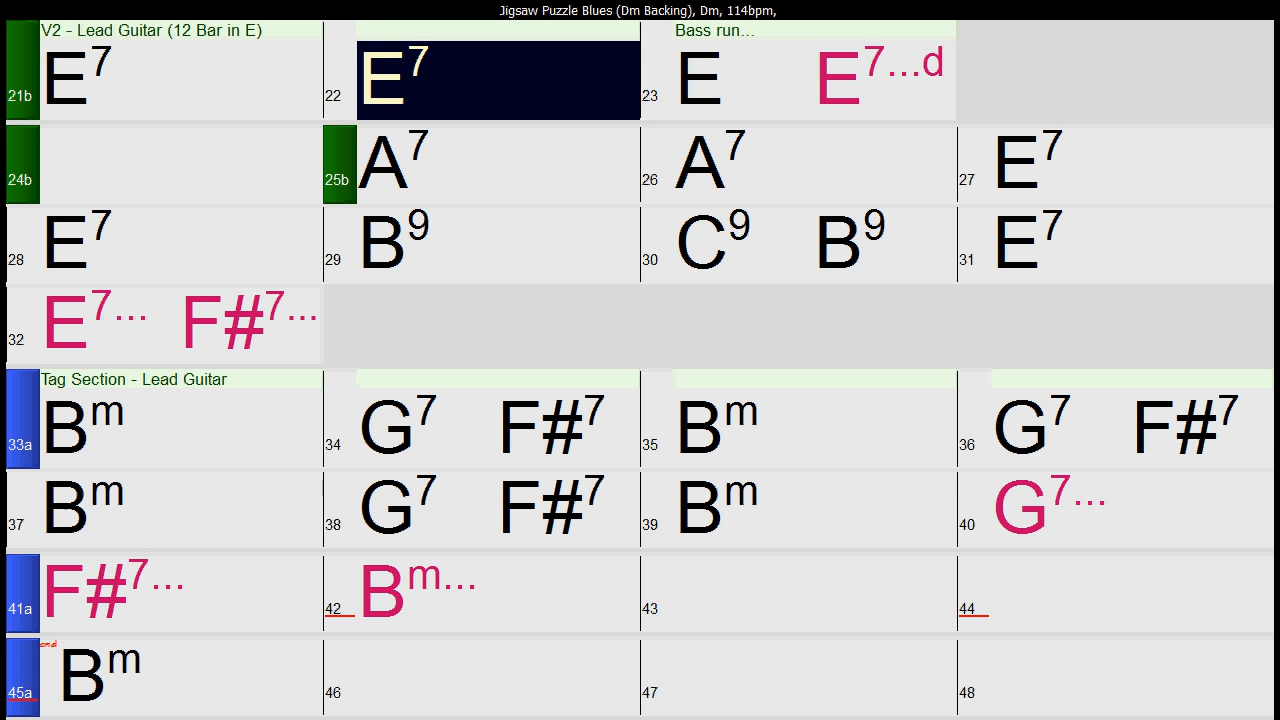 Jigsaw Puzzle Blues (Dm Backing), Dm, 114bpm,
V2 - Lead Guitar (12 Bar in E) Bass run...
21b E7 22 E7 23 E E7...d
24b 25b A7 26 A7 27 E7
28 E7 29 B9 30 C9 B9 31 E7
32 E7... F#7...
Tag Section - Lead Guitar
33a Bm 34 G7 F#7 35 Bm 36 G7 F#7
37 Bm 38 G7 F#7 39 Bm 40 G7...
41a F#7... 42 Bm... 43 44
end
45a Bm 46 47 48